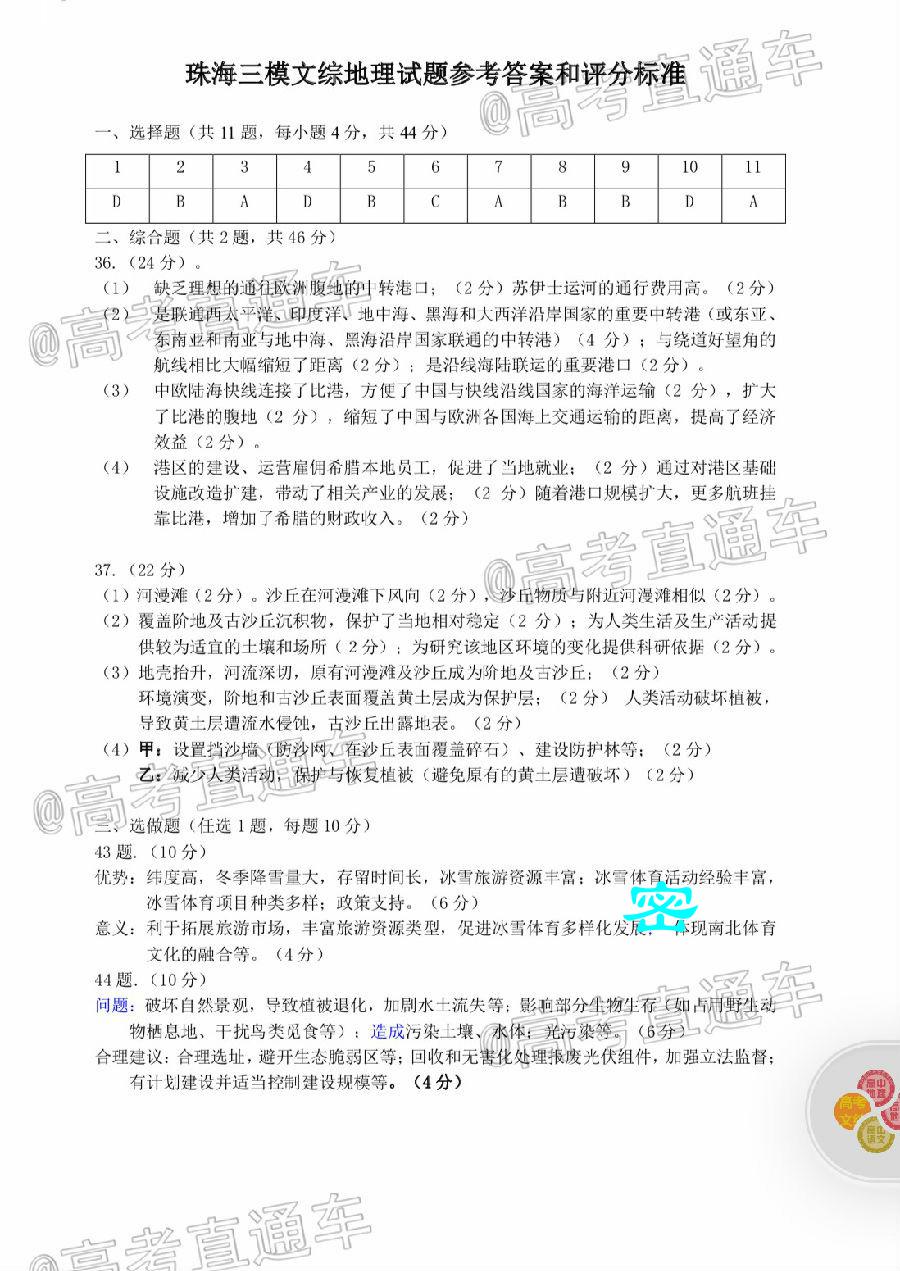 珠海三模文综地理试题参考答案和评分标准
一、选择题（共 11 题，每小题 4 分，共 44 分）
1 2 3 4 5 6 7 8 9 10 11
D B A D B C A B B D A
二、综合题（共 2 题，共 46 分）
36.（24 分）。
（1） 缺乏理想的通往欧洲腹地的中转港口；（2 分）苏伊士运河的通行费用高。（2 分）
（2） 是联通西太平洋、印度洋、地中海、黑海和大西洋沿岸国家的重要中转港（或东亚、
东南亚和南亚与地中海、黑海沿岸国家联通的中转港）（4 分）；与绕道好望角的
航线相比大幅缩短了距离（2 分）；是沿线海陆联运的重要港口（2 分）。
（3） 中欧陆海快线连接了比港，方便了中国与快线沿线国家的海洋运输（2 分），扩大
了比港的腹地（2 分），缩短了中国与欧洲各国海上交通运输的距离，提高了经济
效益（2 分）。
（4） 港区的建设、运营雇佣希腊本地员工，促进了当地就业；（2 分）通过对港区基础
设施改造扩建，带动了相关产业的发展；（2 分）随着港口规模扩大，更多航班挂
靠比港，增加了希腊的财政收入。（2 分）
37.（22 分）
（1）河漫滩（2 分）。沙丘在河漫滩下风向（2 分），沙丘物质与附近河漫滩相似（2 分）。
（2）覆盖阶地及古沙丘沉积物，保护了当地相对稳定（2 分）；为人类生活及生产活动提
供较为适宜的土壤和场所（2 分）；为研究该地区环境的变化提供科研依据（2 分）。
（3）地壳抬升，河流深切，原有河漫滩及沙丘成为阶地及古沙丘；（2 分）
环境演变，阶地和古沙丘表面覆盖黄土层成为保护层；（2 分） 人类活动破坏植被，
导致黄土层遭流水侵蚀，古沙丘出露地表。（2 分）
（4）甲：设置挡沙墙（防沙网、在沙丘表面覆盖碎石）、建设防护林等；（2 分）
乙：减少人类活动；保护与恢复植被（避免原有的黄土层遭破坏）（2 分）
三、选做题（任选 1 题，每题 10 分）
43 题.（10 分）
优势：纬度高，冬季降雪量大，存留时间长，冰雪旅游资源丰富；冰雪体育活动经验丰富，
冰雪体育项目种类多样；政策支持。（6 分）
密
意义：利于拓展旅游市场，丰富旅游资源类型，促进冰雪体育多样化发展； 体现南北体育
文化的融合等。（4 分）
44 题.（10 分）
问题：破坏自然景观，导致植被退化，加剧水土流失等；影响部分生物生存（如占用野生动
物栖息地、干扰鸟类觅食等）；造成污染土壤、水体；光污染等。（6 分）
合理建议：合理选址，避开生态脆弱区等；回收和无害化处理报废光伏组件，加强立法监督；
有计划建设并适当控制建设规模等。（4 分）
@高考直通车
@高考直通车
@高考直通车
@高考直通车
@高考直通车
@高考直通车
@高考直通车
高中
地理
高考
文综
高中
语文